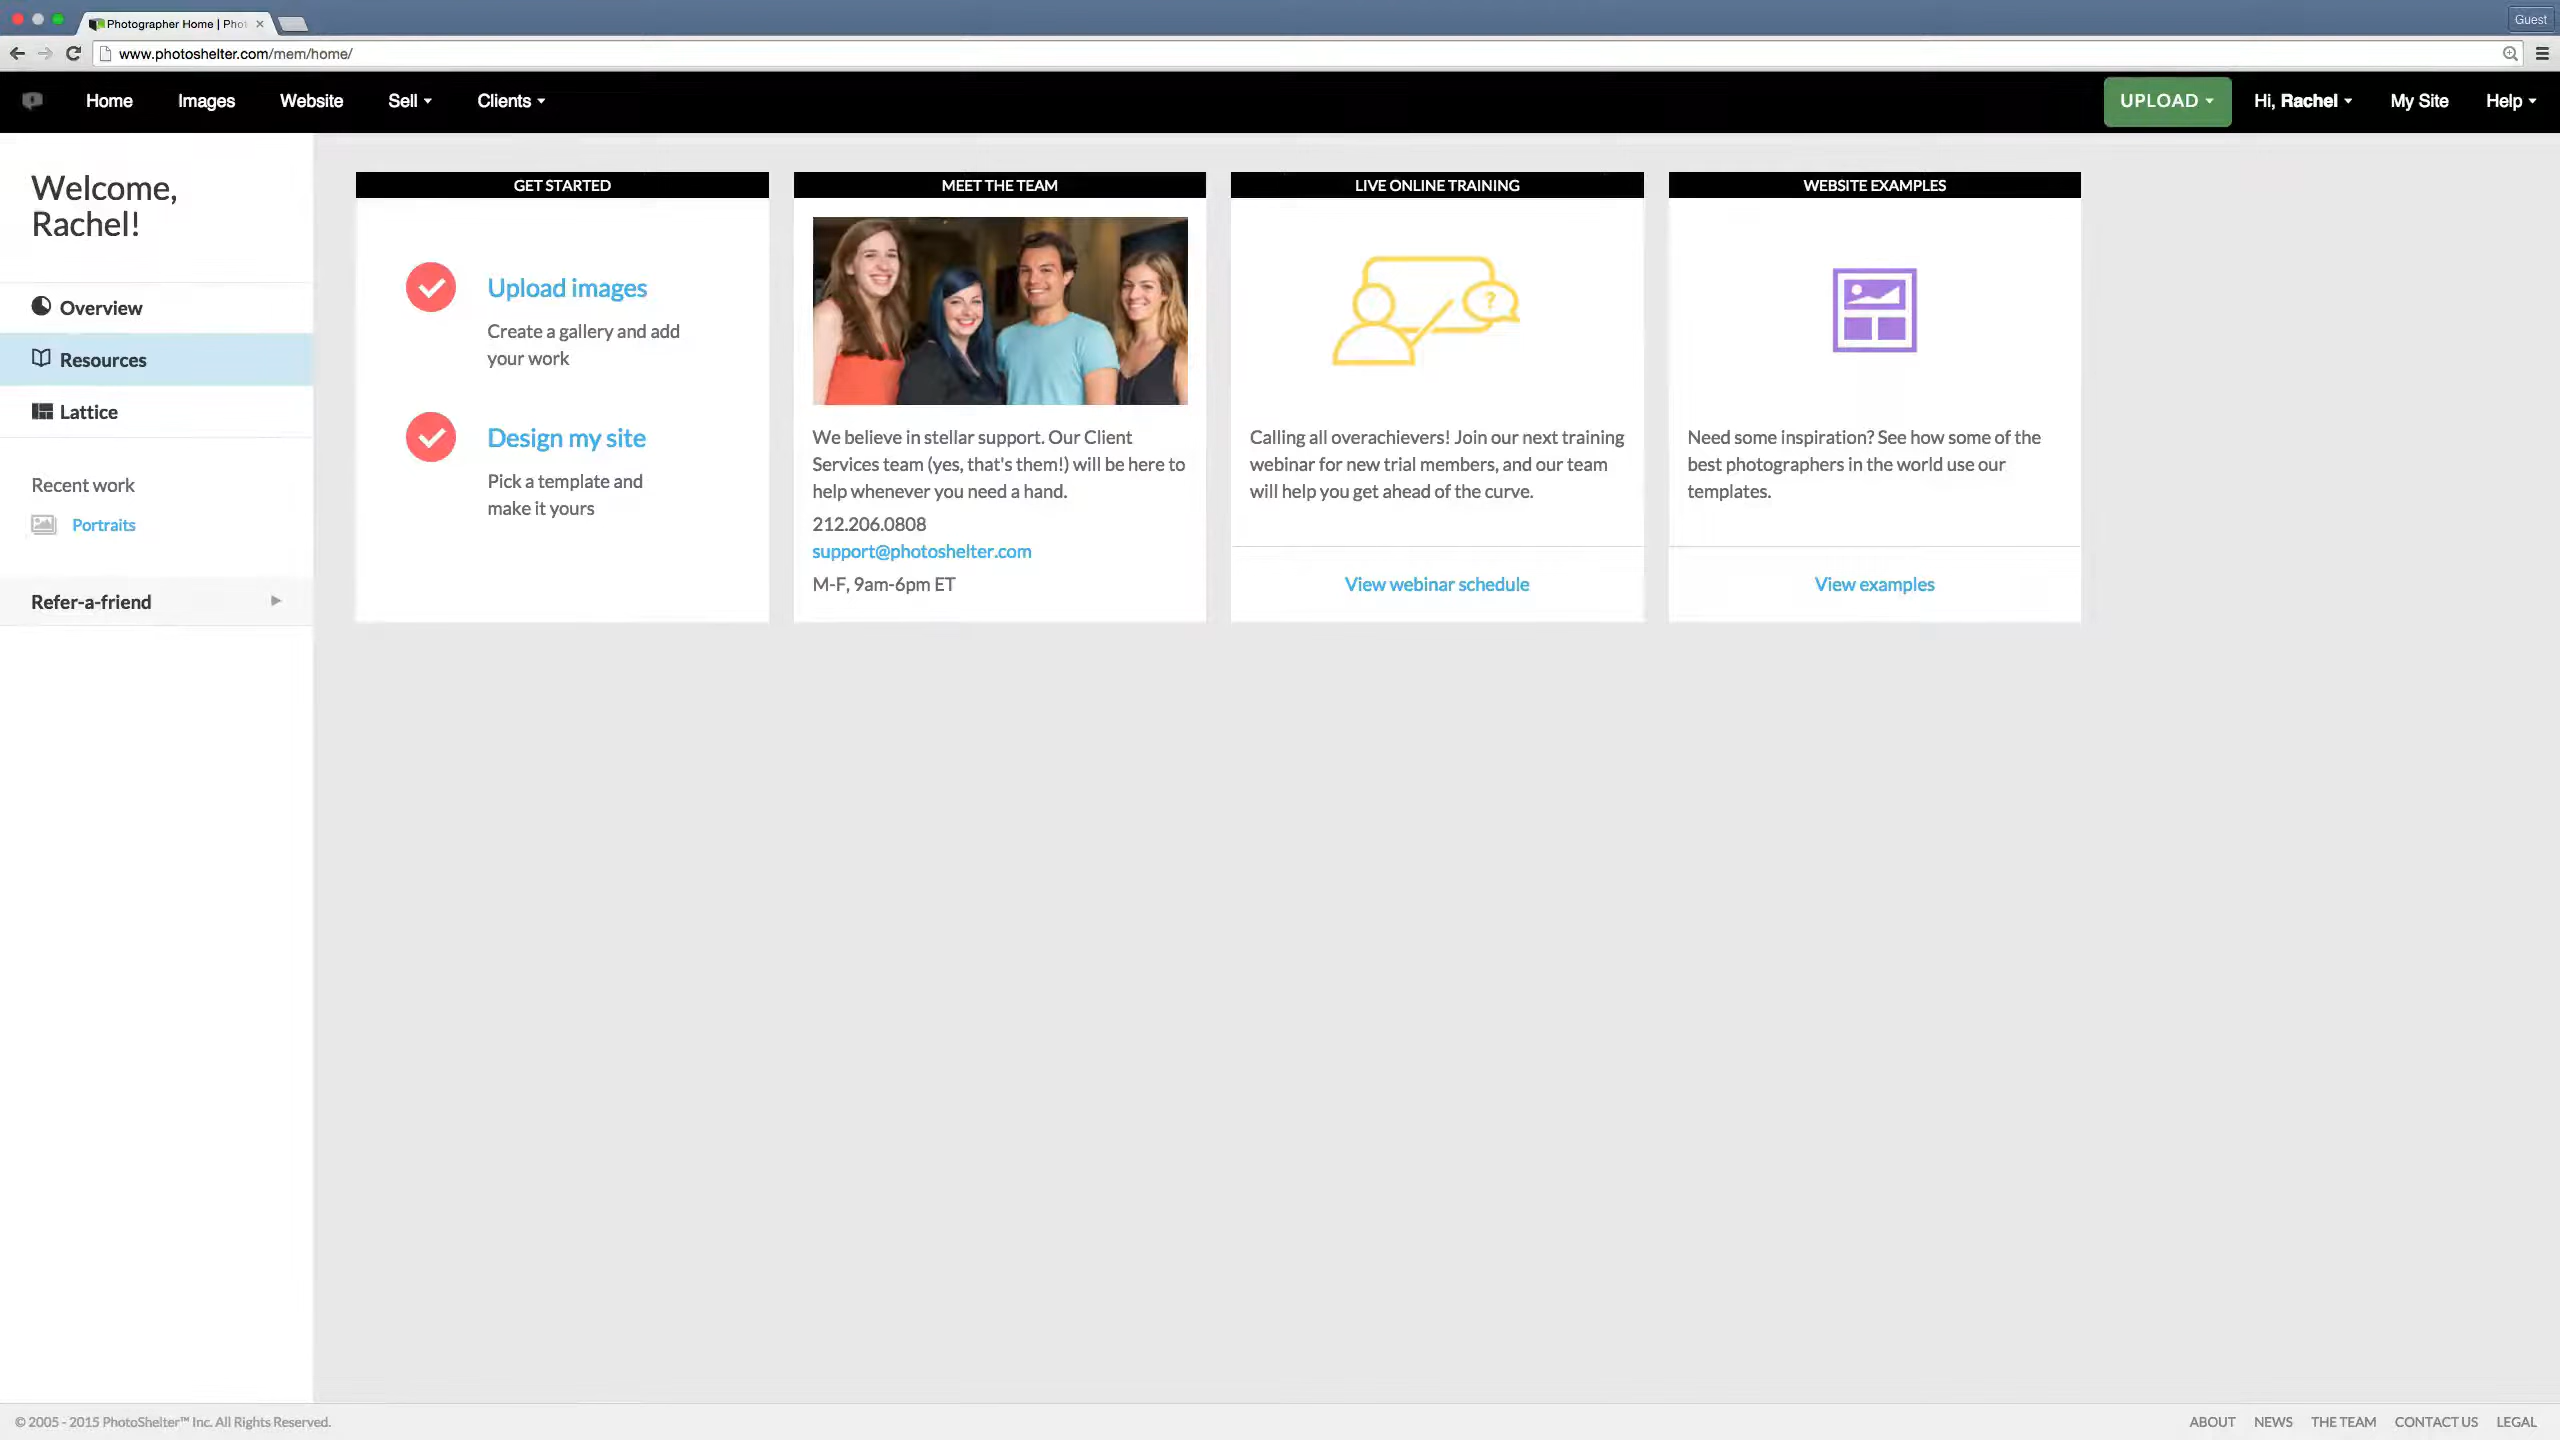 Photographer Home | Pho
Guest
www.photoshelter.com/mem/home/
Home Images Website Sell Clients UPLOAD Hi, Rachel My Site Help
Welcome,
Rachel!
Overview
Resources
Lattice
Recent work
Portraits
Refer-a-friend
GET STARTED
Upload images
Create a gallery and add
your work
Design my site
Pick a template and
make it yours
MEET THE TEAM
We believe in stellar support. Our Client
Services team (yes, that's them!) will be here to
help whenever you need a hand.
212.206.0808
support@photoshelter.com
M-F, 9am-6pm ET
LIVE ONLINE TRAINING
?
Calling all overachievers! Join our next training
webinar for new trial members, and our team
will help you get ahead of the curve.
View webinar schedule
WEBSITE EXAMPLES
Need some inspiration? See how some of the
best photographers in the world use our
templates.
View examples
© 2005 - 2015 PhotoShelter™ Inc. All Rights Reserved.
ABOUT NEWS THE TEAM CONTACT US LEGAL